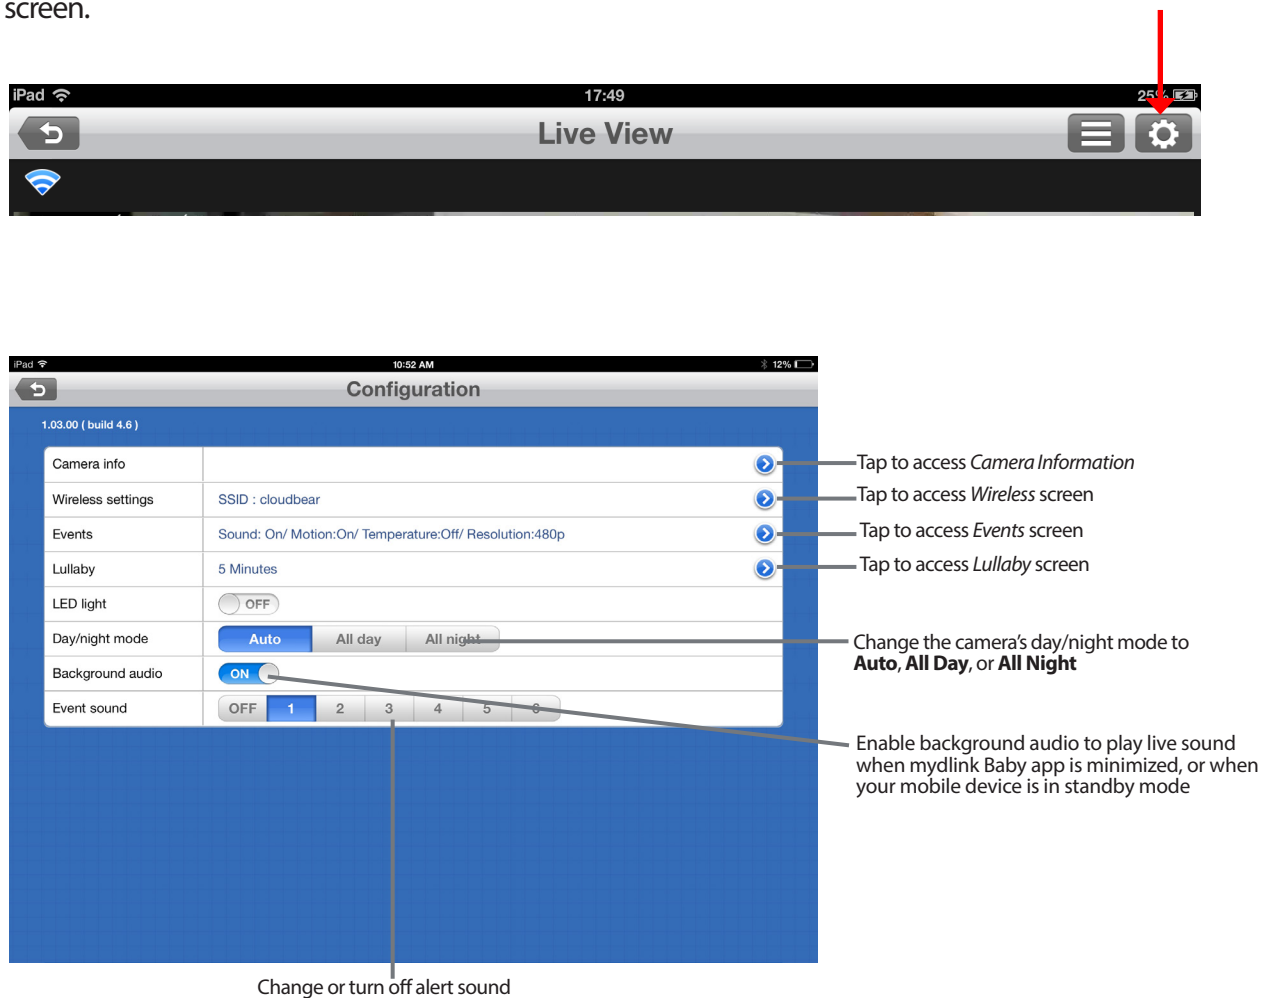 screen.
iPad 17:49 25%
Live View
iPad 10:52 AM 12%
Configuration
1.03.00 ( build 4.6 )
Camera info
Tap to access Camera Information
Wireless settings SSID : cloudbear
Tap to access Wireless screen
Events Sound: On/ Motion:On/ Temperature:Off/ Resolution:480p
Tap to access Events screen
Lullaby 5 Minutes
Tap to access Lullaby screen
LED light OFF
Day/night mode Auto All day All night
Change the camera's day/night mode to
Auto, All Day, or All Night
Background audio ON
Event sound OFF 1 2 3 4 5 6
Enable background audio to play live sound
when mydlink Baby app is minimized, or when
your mobile device is in standby mode
Change or turn off alert sound